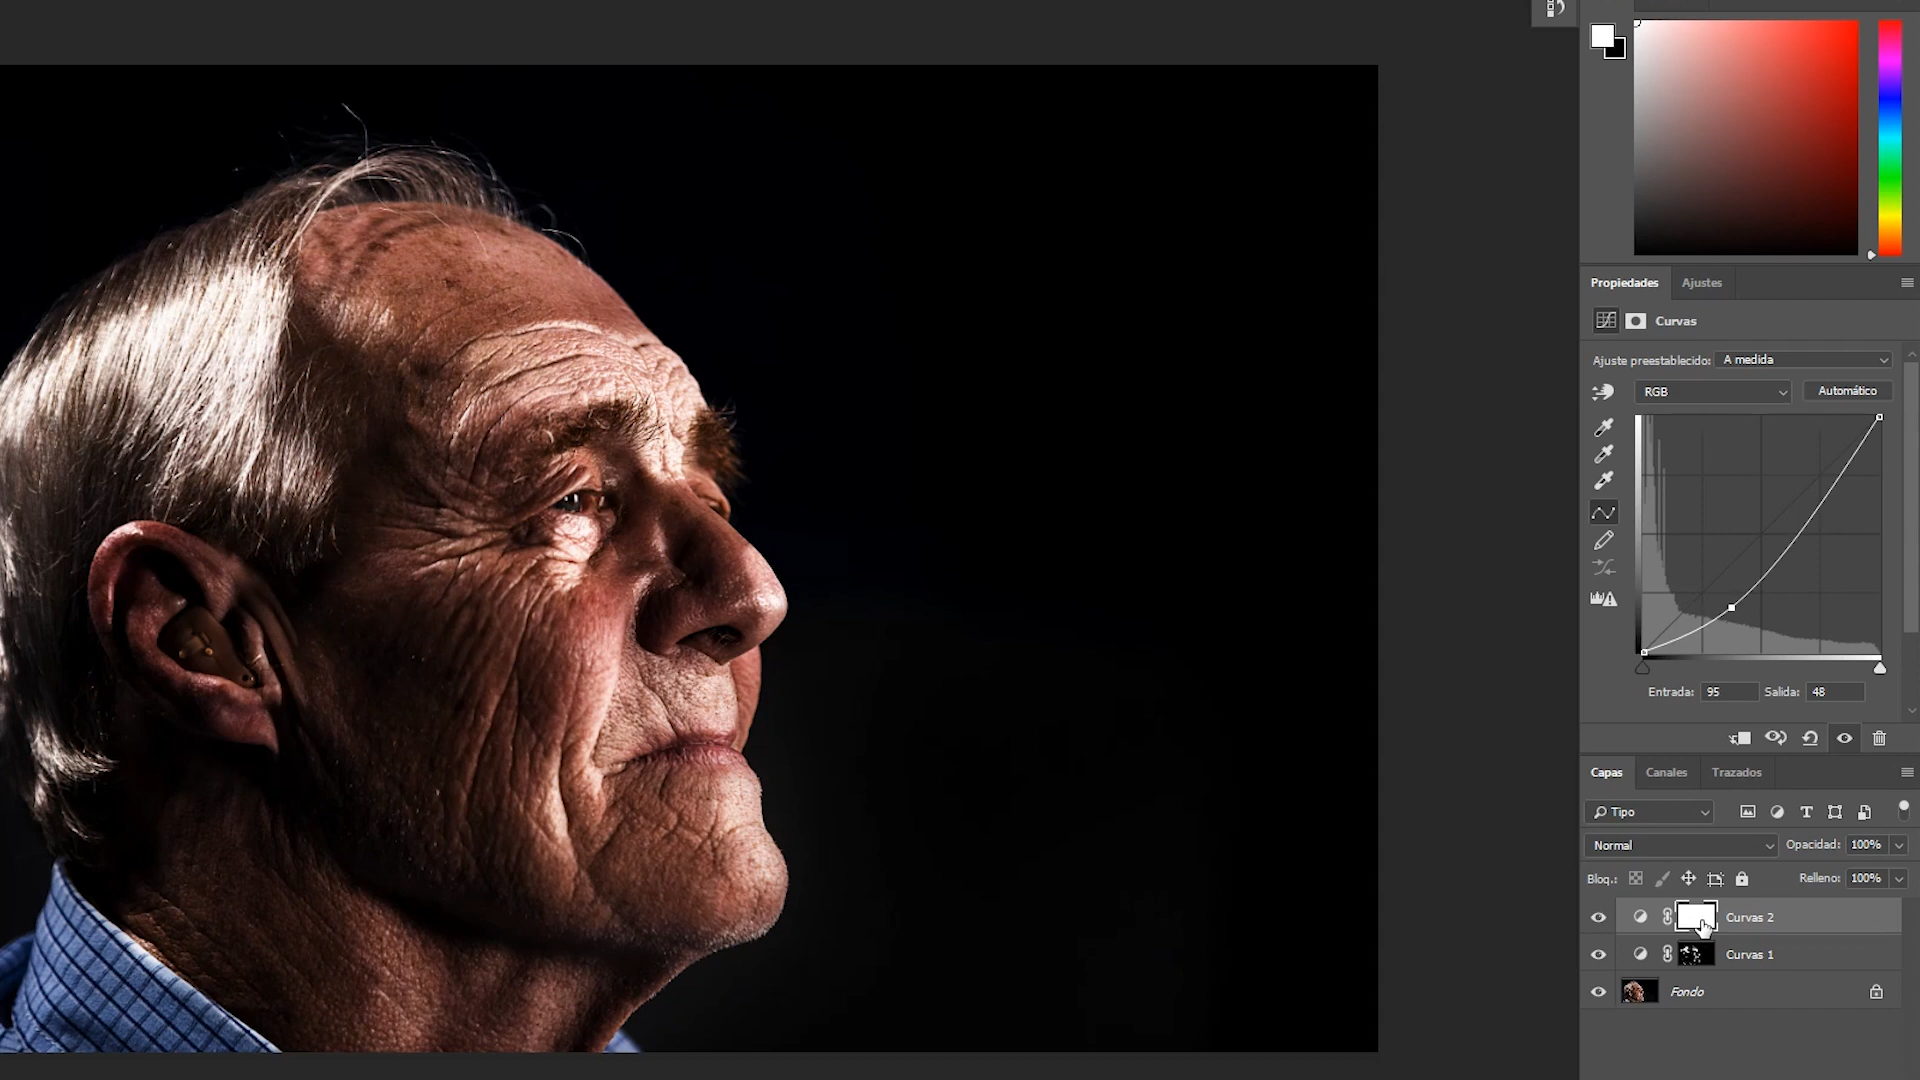 Propiedades Ajustes
Curvas
Ajuste preestablecido: A medida
RGB Automático
Entrada: 95 Salida: 48
Capas Canales Trazados
Tipo
Normal Opacidad: 100%
Bloq.: Relleno: 100%
Curvas 2
Curvas 1
Fondo